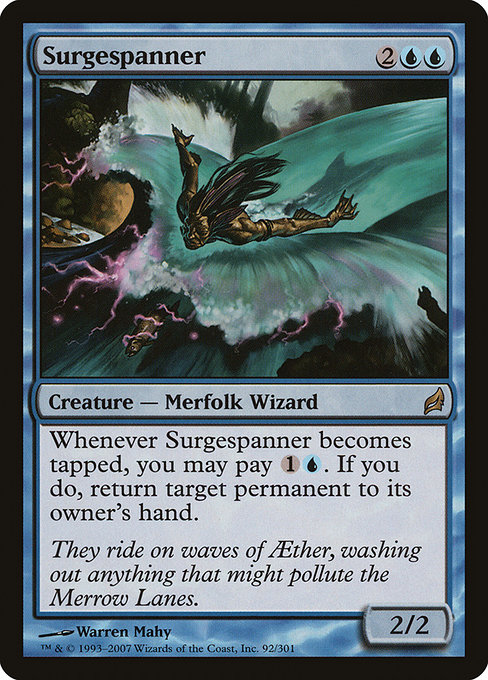 Surgespanner 2
Creature — Merfolk Wizard
Whenever Surgespanner becomes
tapped, you may pay 1 . If you
do, return target permanent to its
owner's hand.
They ride on waves of Æther, washing
out anything that might pollute the
Merrow Lanes.
2/2
Warren Mahy
™ & © 1993–2007 Wizards of the Coast, Inc. 92/301